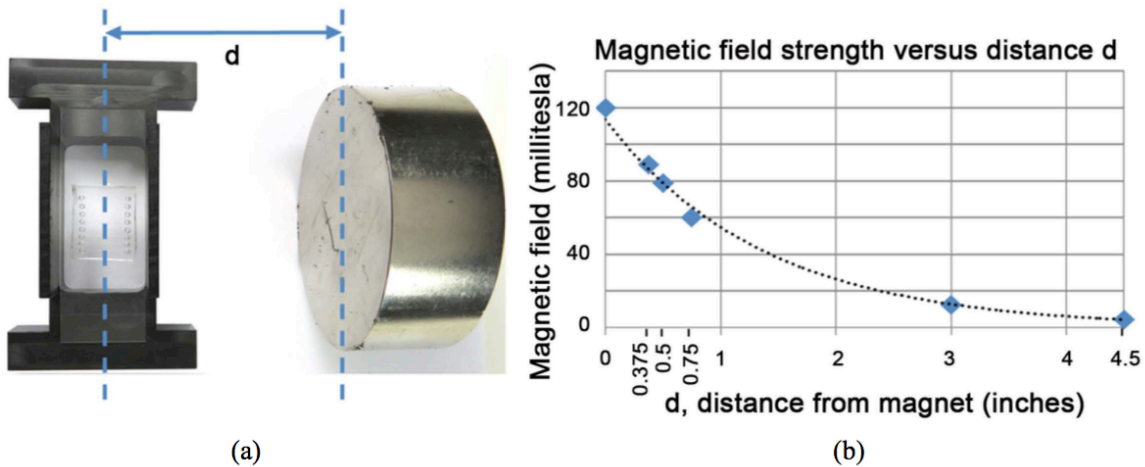 d
Magnetic field strength versus distance d
Magnetic field (millitesla)
120
80
40
0
0
0.375
0.5
0.75
1
2
3
4
4.5
d, distance from magnet (inches)
(a)
(b)